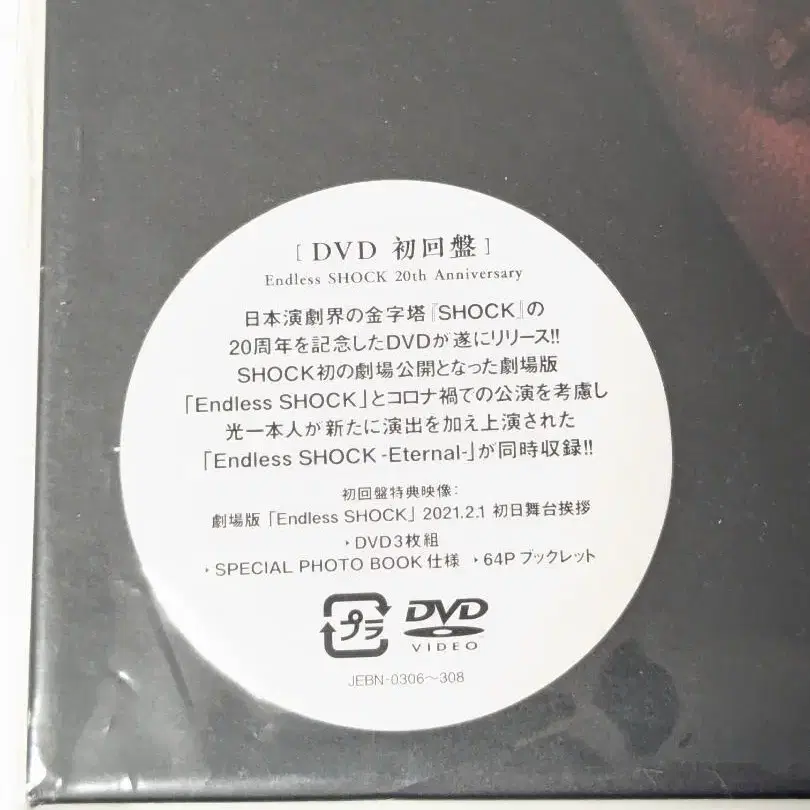 [ DVD 初回盤 ]
Endless SHOCK 20th Anniversary
日本演劇界の金字塔『SHOCK』の
20周年を記念したDVDが遂にリリース!!
SHOCK初の劇場公開となった劇場版
「Endless SHOCK」とコロナ禍での公演を考慮し
光一本人が新たに演出を加え上演された
「Endless SHOCK -Eternal-」が同時収録!!
初回盤特典映像:
劇場版「Endless SHOCK」2021.2.1 初日舞台挨拶
▸DVD3枚組
▸SPECIAL PHOTO BOOK仕様 ▸64Pブックレット
プラ DVD
VIDEO
JEBN-0306〜308